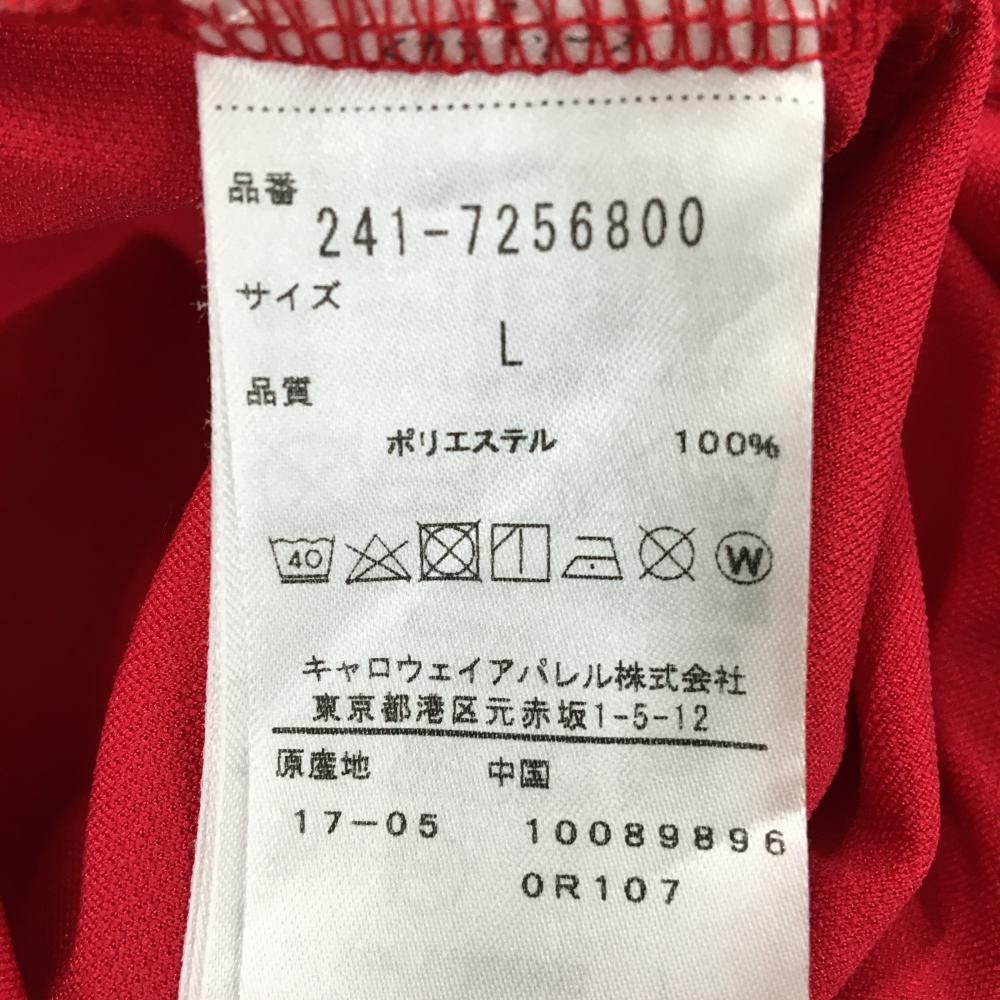 品番
241-7256800
サイズ
L
品質
ポリエステル 100%
40
W
キャロウェイアパレル株式会社
東京都港区元赤坂1-5-12
原産地 中国
17-05 10089896
0R107